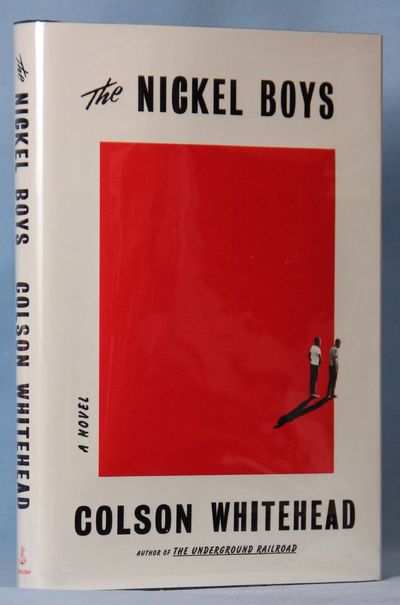 The NICKEL BOYS
A NOVEL
COLSON WHITEHEAD
AUTHOR OF THE UNDERGROUND RAILROAD
The NICKEL BOYS COLSON WHITEHEAD